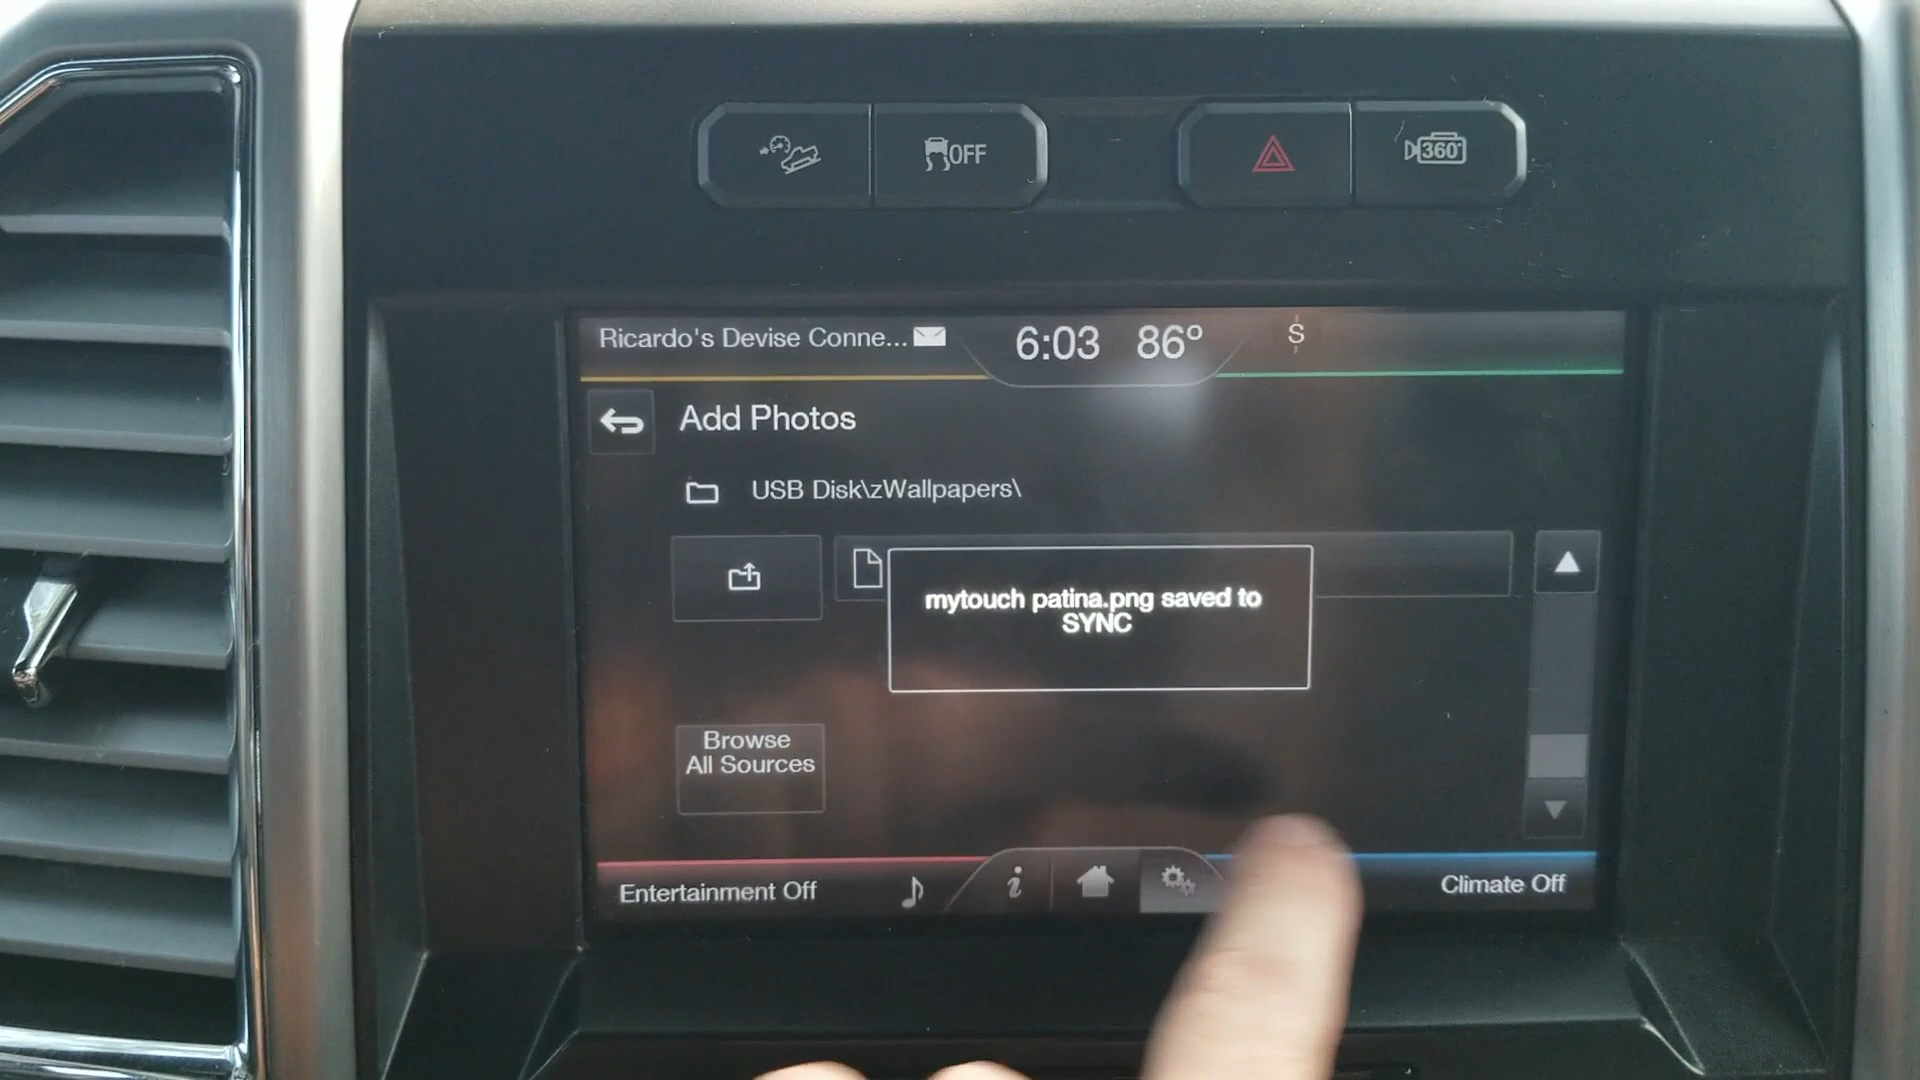 OFF
360°
Ricardo's Devise Conne...
6:03 86° S
Add Photos
USB Disk\zWallpapers\
mytouch patina.png saved to
SYNC
Browse
All Sources
Entertainment Off
i
Climate Off